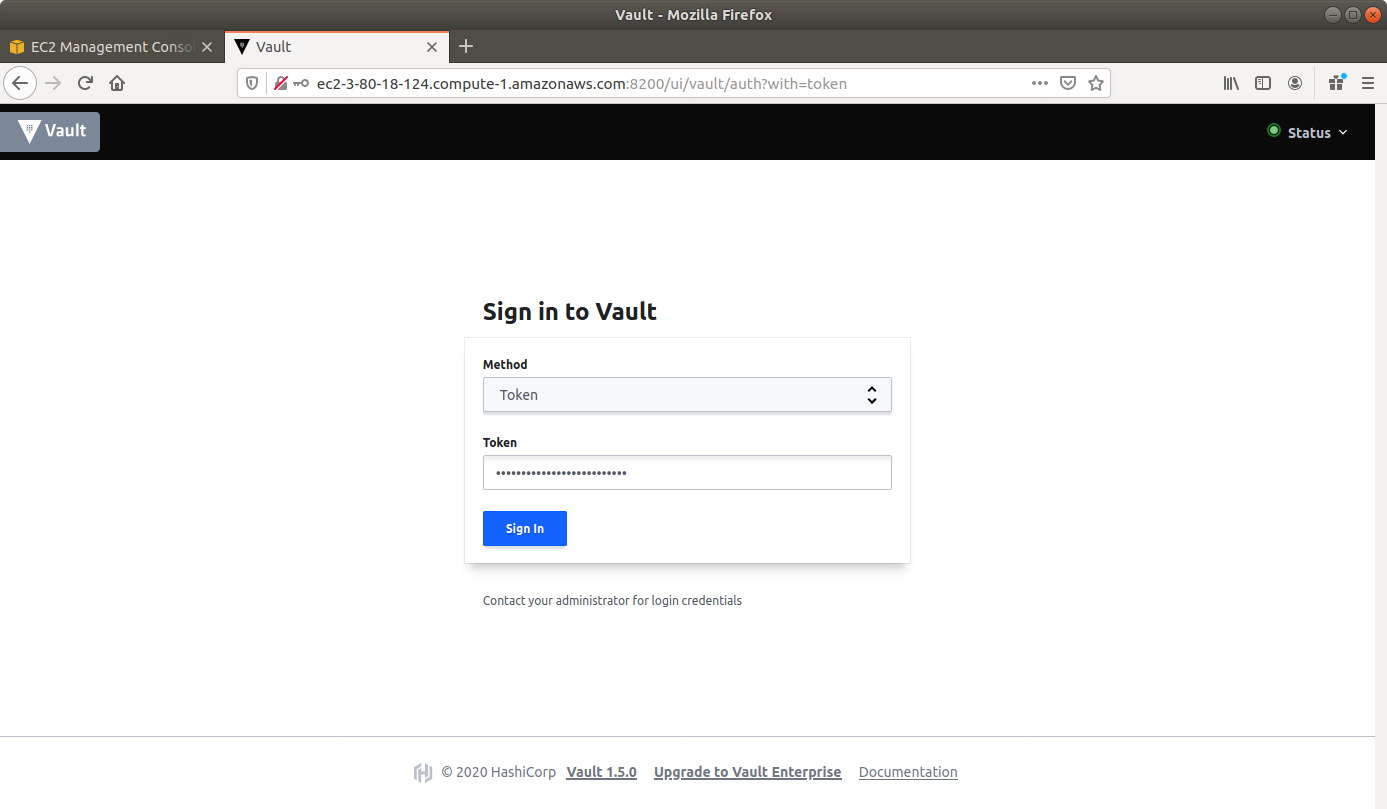 Vault - Mozilla Firefox
EC2 Management Conso
Vault
ec2-3-80-18-124.compute-1.amazonaws.com:8200/ui/vault/auth?with=token
Vault
Status
Sign in to Vault
Method
Token
Token
••••••••••••••••••••••••••
Sign In
Contact your administrator for login credentials
© 2020 HashiCorp Vault 1.5.0 Upgrade to Vault Enterprise Documentation